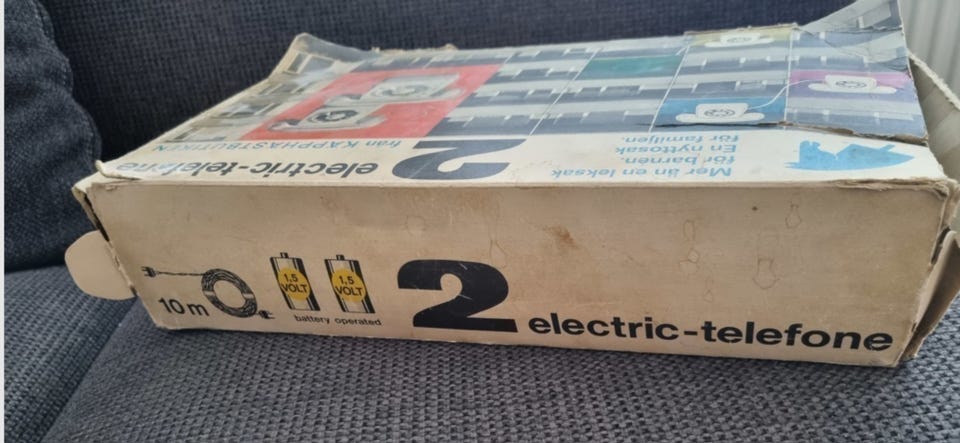 2
electric-telefone
från KÄPPHÄSTBUTIKEN
Mer än en leksak
för barnen.
En nyttosak
för familjen.
10 m
1,5
VOLT
1,5
VOLT
battery operated
2
electric-telefone